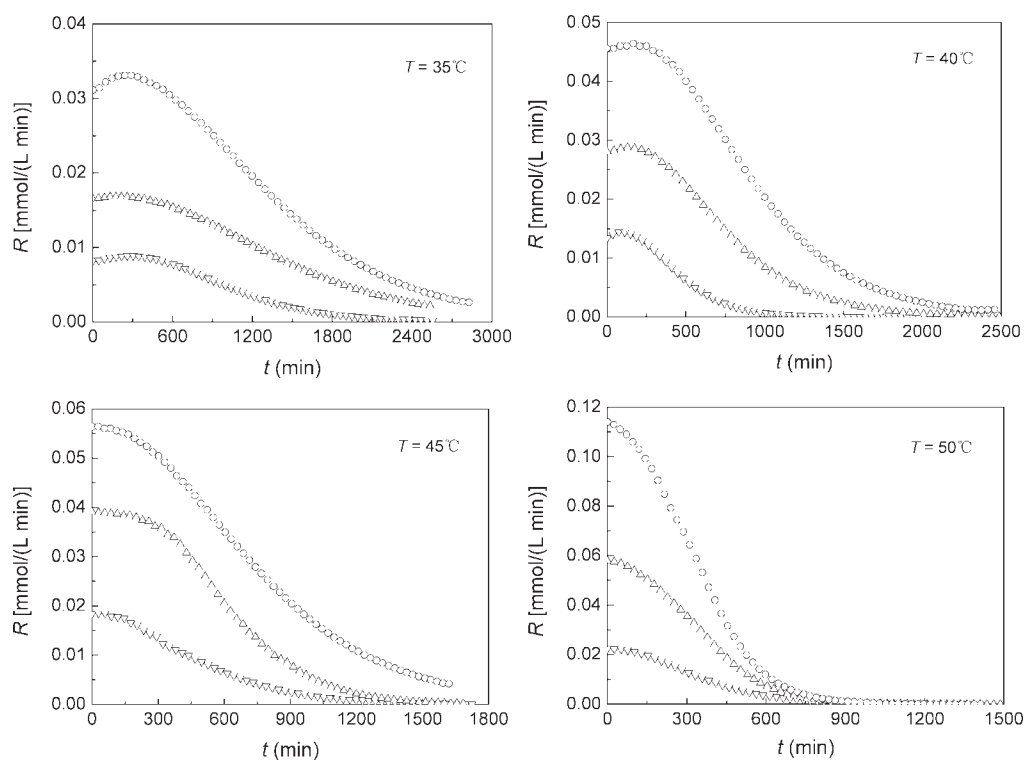 T = 35℃
R [mmol/(L min)]
0.04
0.03
0.02
0.01
0.00
0 600 1200 1800 2400 3000
t (min)
T = 40℃
R [mmol/(L min)]
0.05
0.04
0.03
0.02
0.01
0.00
0 500 1000 1500 2000 2500
t (min)
T = 45℃
R [mmol/(L min)]
0.06
0.05
0.04
0.03
0.02
0.01
0.00
0 300 600 900 1200 1500 1800
t (min)
T = 50℃
R [mmol/(L min)]
0.12
0.10
0.08
0.06
0.04
0.02
0.00
0 300 600 900 1200 1500
t (min)